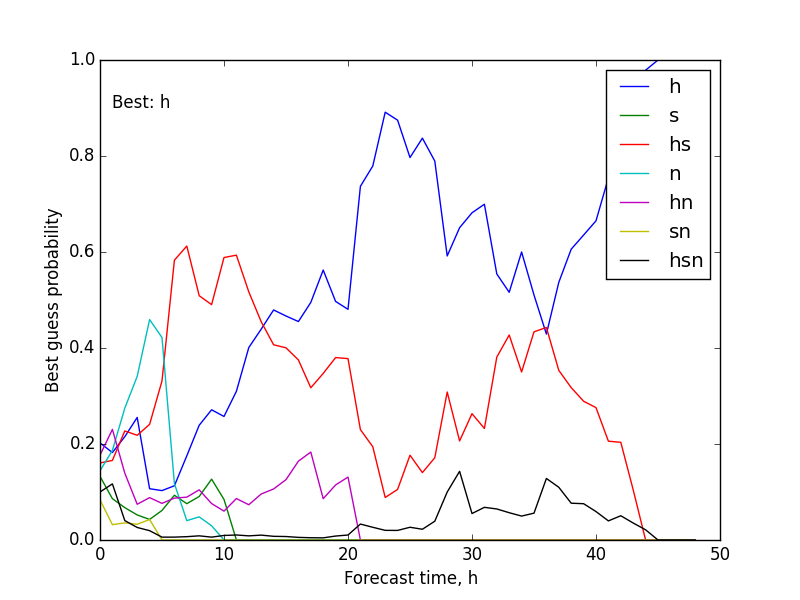 Best: h
h
s
hs
n
hn
sn
hsn
1.0
0.8
0.6
0.4
0.2
0.0
Best guess probability
0 10 20 30 40 50
Forecast time, h